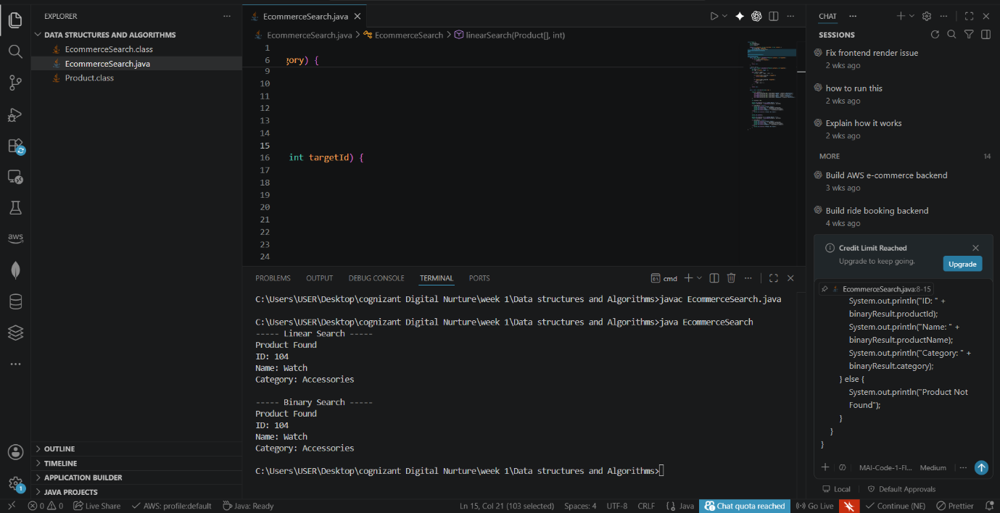 EXPLORER
DATA STRUCTURES AND ALGORITHMS
EcommerceSearch.class
EcommerceSearch.java
Product.class
OUTLINE
TIMELINE
APPLICATION BUILDER
JAVA PROJECTS
aws
1
EcommerceSearch.java
EcommerceSearch.java > EcommerceSearch > linearSearch(Product[], int)
1
6 gory) {
9
10
11
12
13
14
15
16 int targetId) {
17
18
19
20
21
22
23
24
PROBLEMS OUTPUT DEBUG CONSOLE TERMINAL PORTS
cmd
C:\Users\USER\Desktop\cognizant Digital Nurture\week 1\Data structures and Algorithms>javac EcommerceSearch.java
C:\Users\USER\Desktop\cognizant Digital Nurture\week 1\Data structures and Algorithms>java EcommerceSearch
----- Linear Search -----
Product Found
ID: 104
Name: Watch
Category: Accessories
----- Binary Search -----
Product Found
ID: 104
Name: Watch
Category: Accessories
C:\Users\USER\Desktop\cognizant Digital Nurture\week 1\Data structures and Algorithms>
CHAT
SESSIONS
Fix frontend render issue
2 wks ago
how to run this
2 wks ago
Explain how it works
2 wks ago
MORE 14
Build AWS e-commerce backend
3 wks ago
Build ride booking backend
4 wks ago
Credit Limit Reached
Upgrade to keep going.
Upgrade
EcommerceSearch.java:8-15
System.out.println("ID: " +
binaryResult.productId);
System.out.println("Name: " +
binaryResult.productName);
System.out.println("Category: " +
binaryResult.category);
} else {
System.out.println("Product Not
Found");
}
}
}
MAI-Code-1-Fl... Medium
Local Default Approvals
0 0 Live Share AWS: profile:default Java: Ready Ln 15, Col 21 (103 selected) Spaces: 4 UTF-8 CRLF {} Java Chat quota reached Go Live Continue (NE) Prettier